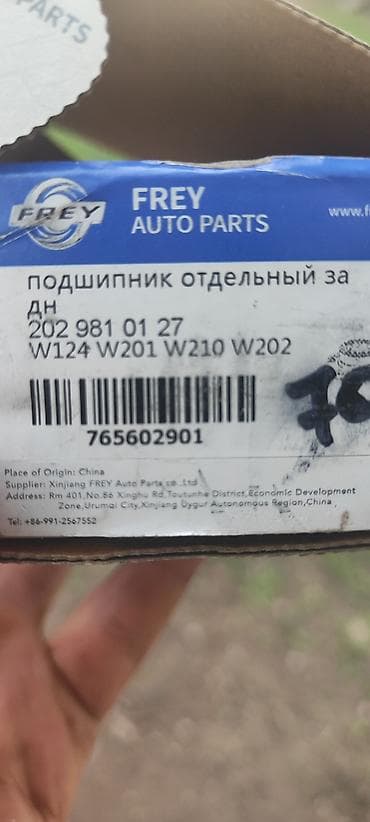 PARTS
FREY
FREY
AUTO PARTS
www.f
подшипник отдельный за
дн
202 981 01 27
W124 W201 W210 W202
765602901
70
Place of Origin: China
Supplier: Xinjiang FREY Auto Parts co.,Ltd
Address: Rm 401,No.86 Xinghu Rd,Toutunhe District,Economic Development
Zone,Urumqi City,Xinjiang Uygur Autonomous Region,China
Tel: +86-991-2567552